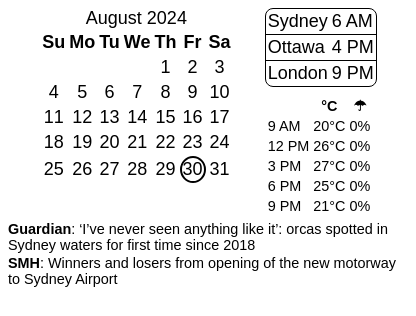 August 2024
Su Mo Tu We Th Fr Sa
1 2 3
4 5 6 7 8 9 10
11 12 13 14 15 16 17
18 19 20 21 22 23 24
25 26 27 28 29 30 31
Sydney 6 AM
Ottawa 4 PM
London 9 PM
°C ☂
9 AM 20°C 0%
12 PM 26°C 0%
3 PM 27°C 0%
6 PM 25°C 0%
9 PM 21°C 0%
Guardian: ‘I’ve never seen anything like it’: orcas spotted in
Sydney waters for first time since 2018
SMH: Winners and losers from opening of the new motorway
to Sydney Airport